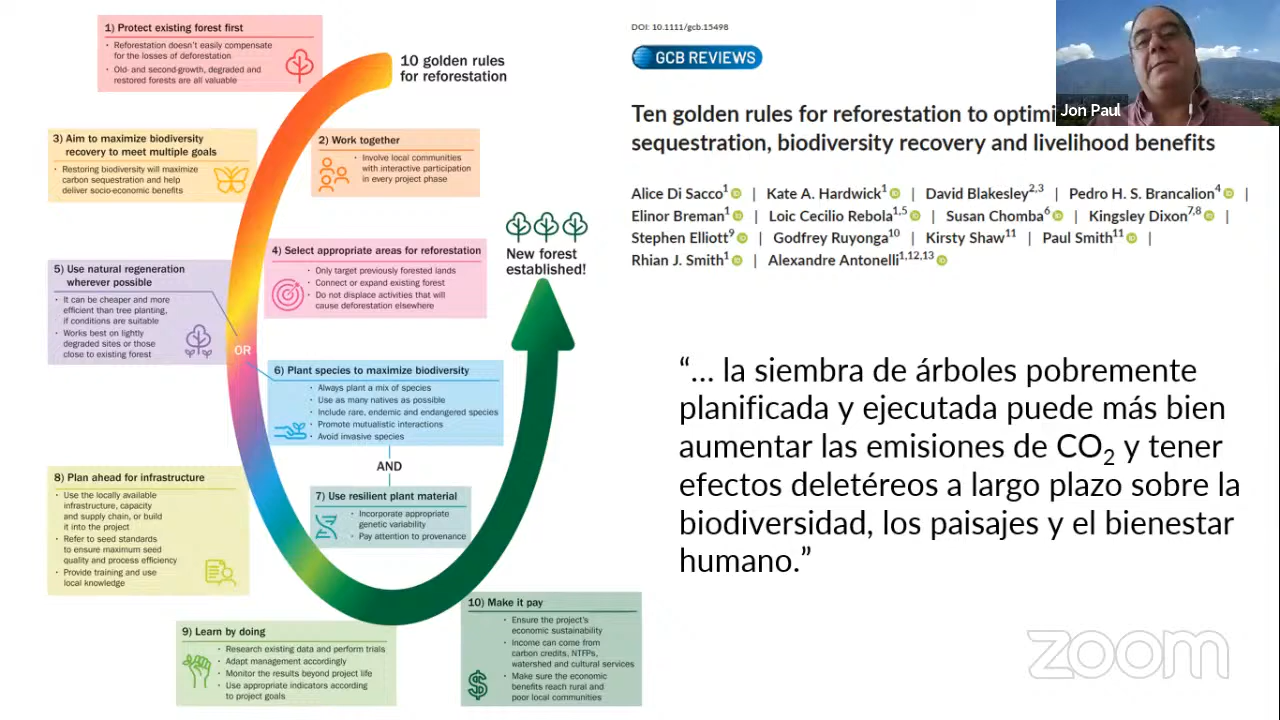 1) Protect existing forest first
• Reforestation doesn't easily compensate
for the losses of deforestation
• Old- and second-growth, degraded and
restored forests are all valuable
10 golden rules
for reforestation
3) Aim to maximize biodiversity
recovery to meet multiple goals
• Restoring biodiversity will maximize
carbon sequestration and help
deliver socio-economic benefits
2) Work together
• Involve local communities
with interactive participation
in every project phase
4) Select appropriate areas for reforestation
• Only target previously forested lands
• Connect or expand existing forest
• Do not displace activities that will
cause deforestation elsewhere
New forest
established!
5) Use natural regeneration
wherever possible
• It can be cheaper and more
efficient than tree planting,
if conditions are suitable
• Works best on lightly
degraded sites or those
close to existing forest
OR
6) Plant species to maximize biodiversity
• Always plant a mix of species
• Use as many natives as possible
• Include rare, endemic and endangered species
• Promote mutualistic interactions
• Avoid invasive species
AND
7) Use resilient plant material
• Incorporate appropriate
genetic variability
• Pay attention to provenance
8) Plan ahead for infrastructure
• Use the locally available
infrastructure, capacity
and supply chain, or build
it into the project
• Refer to seed standards
to ensure maximum seed
quality and process efficiency
• Provide training and use
local knowledge
9) Learn by doing
• Research existing data and perform trials
• Adapt management accordingly
• Monitor the results beyond project life
• Use appropriate indicators according
to project goals
10) Make it pay
• Ensure the project's
economic sustainability
• Income can come from
carbon credits, NTFPs,
watershed and cultural services
• Make sure the economic
benefits reach rural and
poor local communities
DOI: 10.1111/gcb.15498
GCB REVIEWS
Ten golden rules for reforestation to
sequestration, biodiversity recovery and livelihood benefits
Alice Di Sacco1 | Kate A. Hardwick1 | David Blakesley2,3 | Pedro H. S. Brancalion4 |
Elinor Breman1 | Loic Cecilio Rebola1,5 | Susan Chomba6 | Kingsley Dixon7,8 |
Stephen Elliott9 | Godfrey Ruyonga10 | Kirsty Shaw11 | Paul Smith11 |
Rhian J. Smith1 | Alexandre Antonelli1,12,13
Jon Paul
“... la siembra de árboles pobremente
planificada y ejecutada puede más bien
aumentar las emisiones de CO2 y tener
efectos deletéreos a largo plazo sobre la
biodiversidad, los paisajes y el bienestar
humano.”
zoom